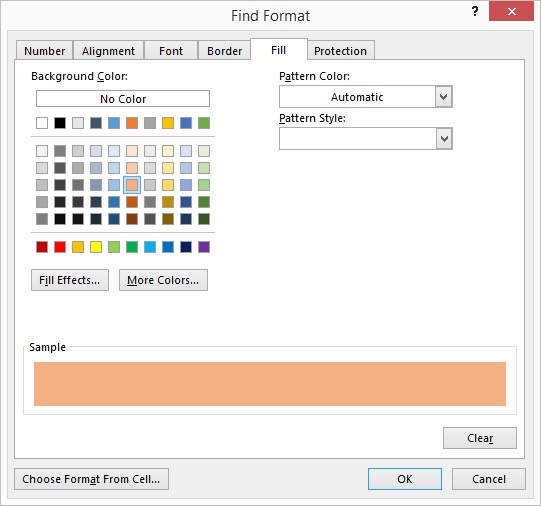 Find Format
?
Number Alignment Font Border Fill Protection
Background Color:
No Color
Pattern Color:
Automatic
Pattern Style:
Fill Effects...
More Colors...
Sample
Clear
Choose Format From Cell...
OK
Cancel